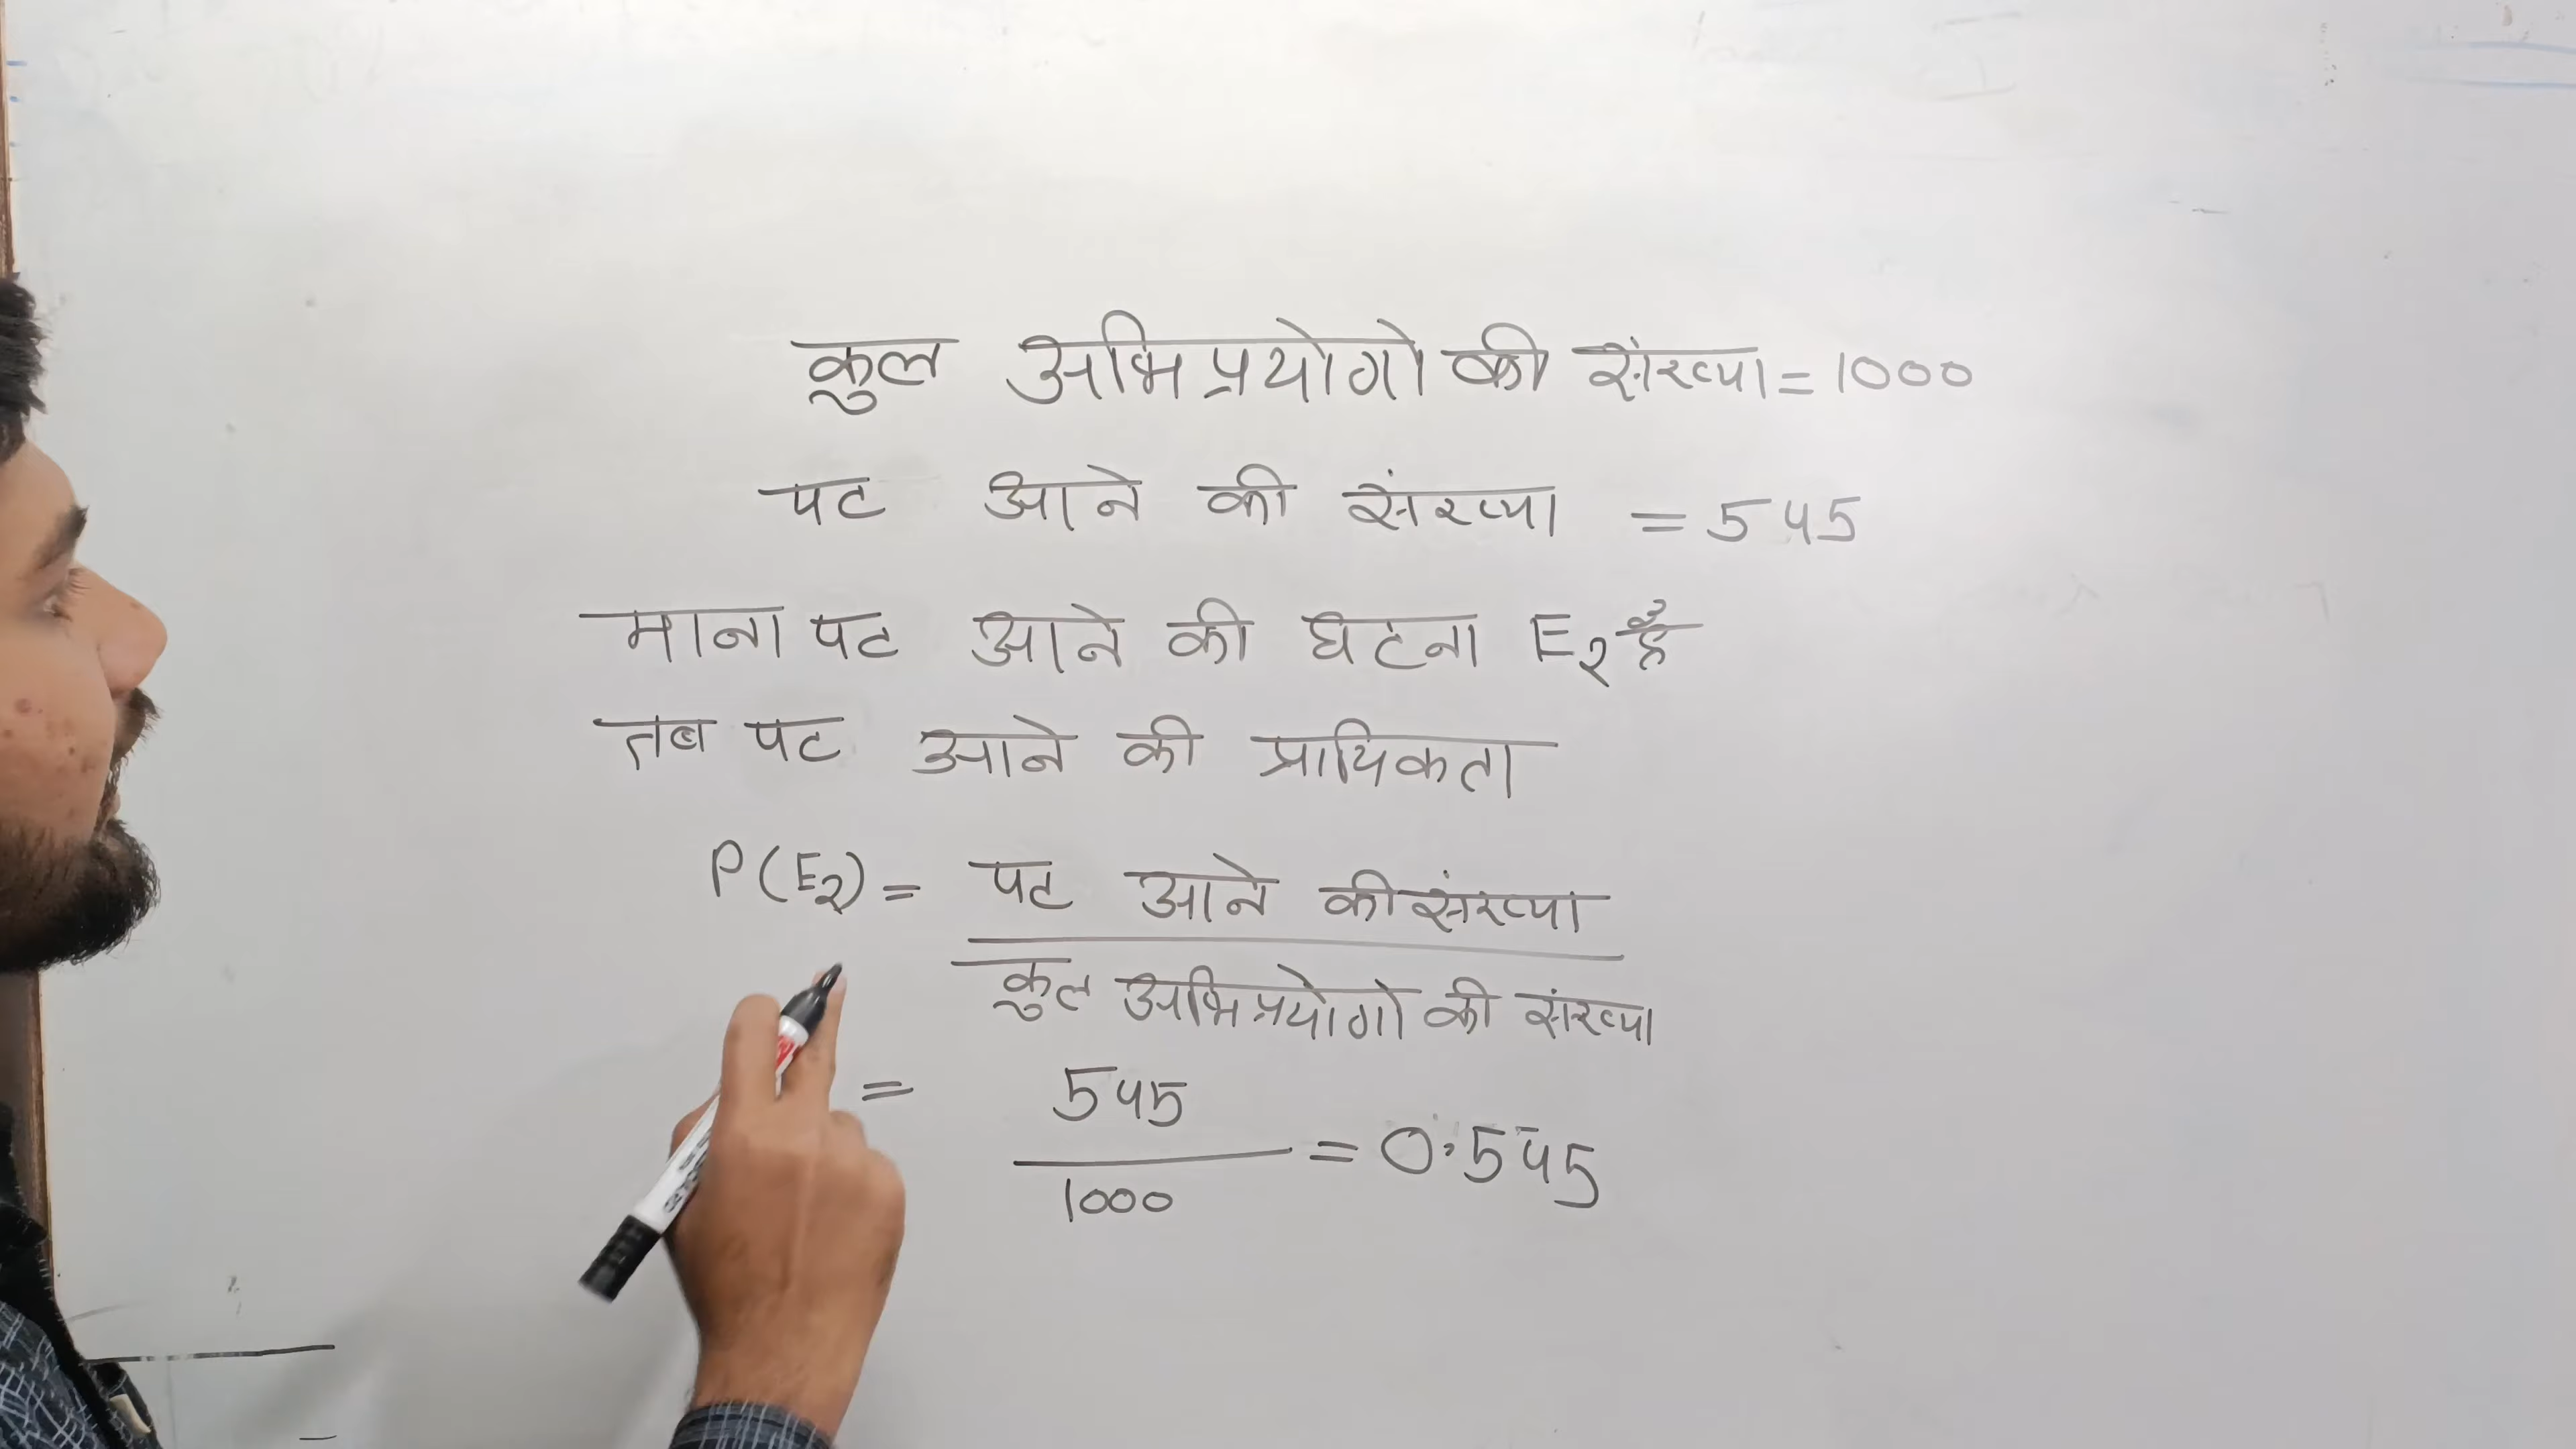 कुल अभिप्रयोगो की संख्या = 1000
पट आने की संख्या = 545
माना पट आने की घटना E2 है
तब पट आने की प्रायिकता
P(E2) = पट आने की संख्या
कुल अभिप्रयोगो की संख्या
= 545
1000
= 0.545